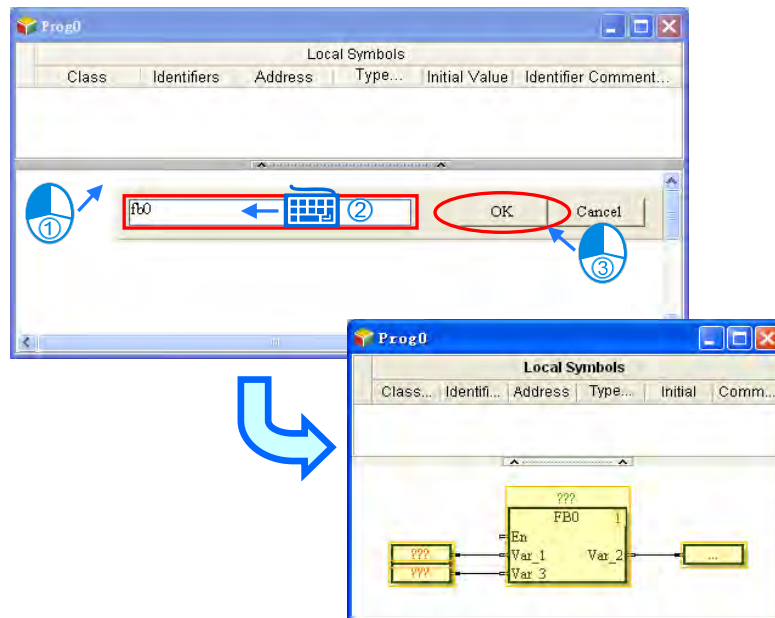 Prog0
Local Symbols
Class Identifiers Address Type... Initial Value Identifier Comment...
① fb0 ② OK Cancel
③
Prog0
Local Symbols
Class... Identifi... Address Type... Initial Comm...
???
FB0 1
En
??? Var_1 Var_2 ...
??? Var_3